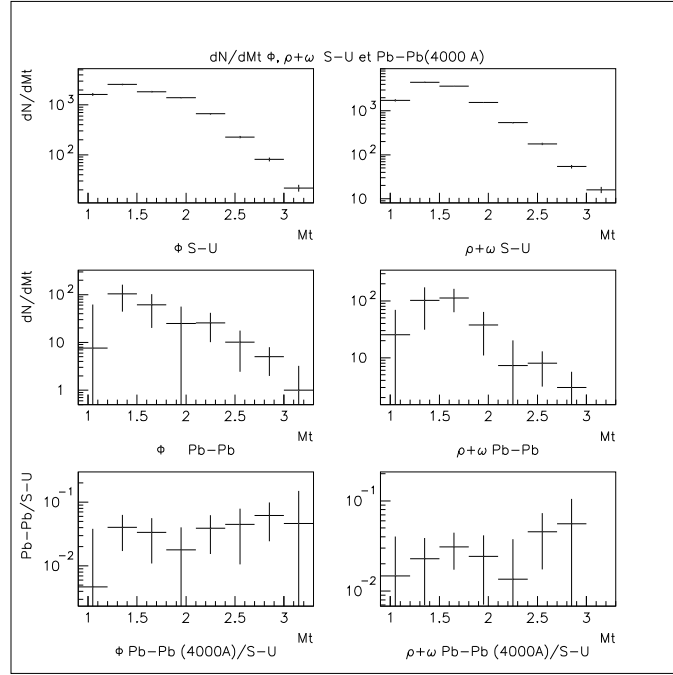 dN/dMt Φ, ρ+ω S–U et Pb–Pb(4000 A)
dN/dMt
10³
10²
1 1.5 2 2.5 3
Mt
Φ S–U
10³
10²
10
1 1.5 2 2.5 3
Mt
ρ+ω S–U
dN/dMt
10²
10
1
1 1.5 2 2.5 3
Mt
Φ Pb–Pb
10²
10
1 1.5 2 2.5 3
Mt
ρ+ω Pb–Pb
Pb–Pb/S–U
10⁻¹
10⁻²
1 1.5 2 2.5 3
Mt
Φ Pb–Pb (4000A)/S–U
10⁻¹
10⁻²
1 1.5 2 2.5 3
Mt
ρ+ω Pb–Pb (4000A)/S–U